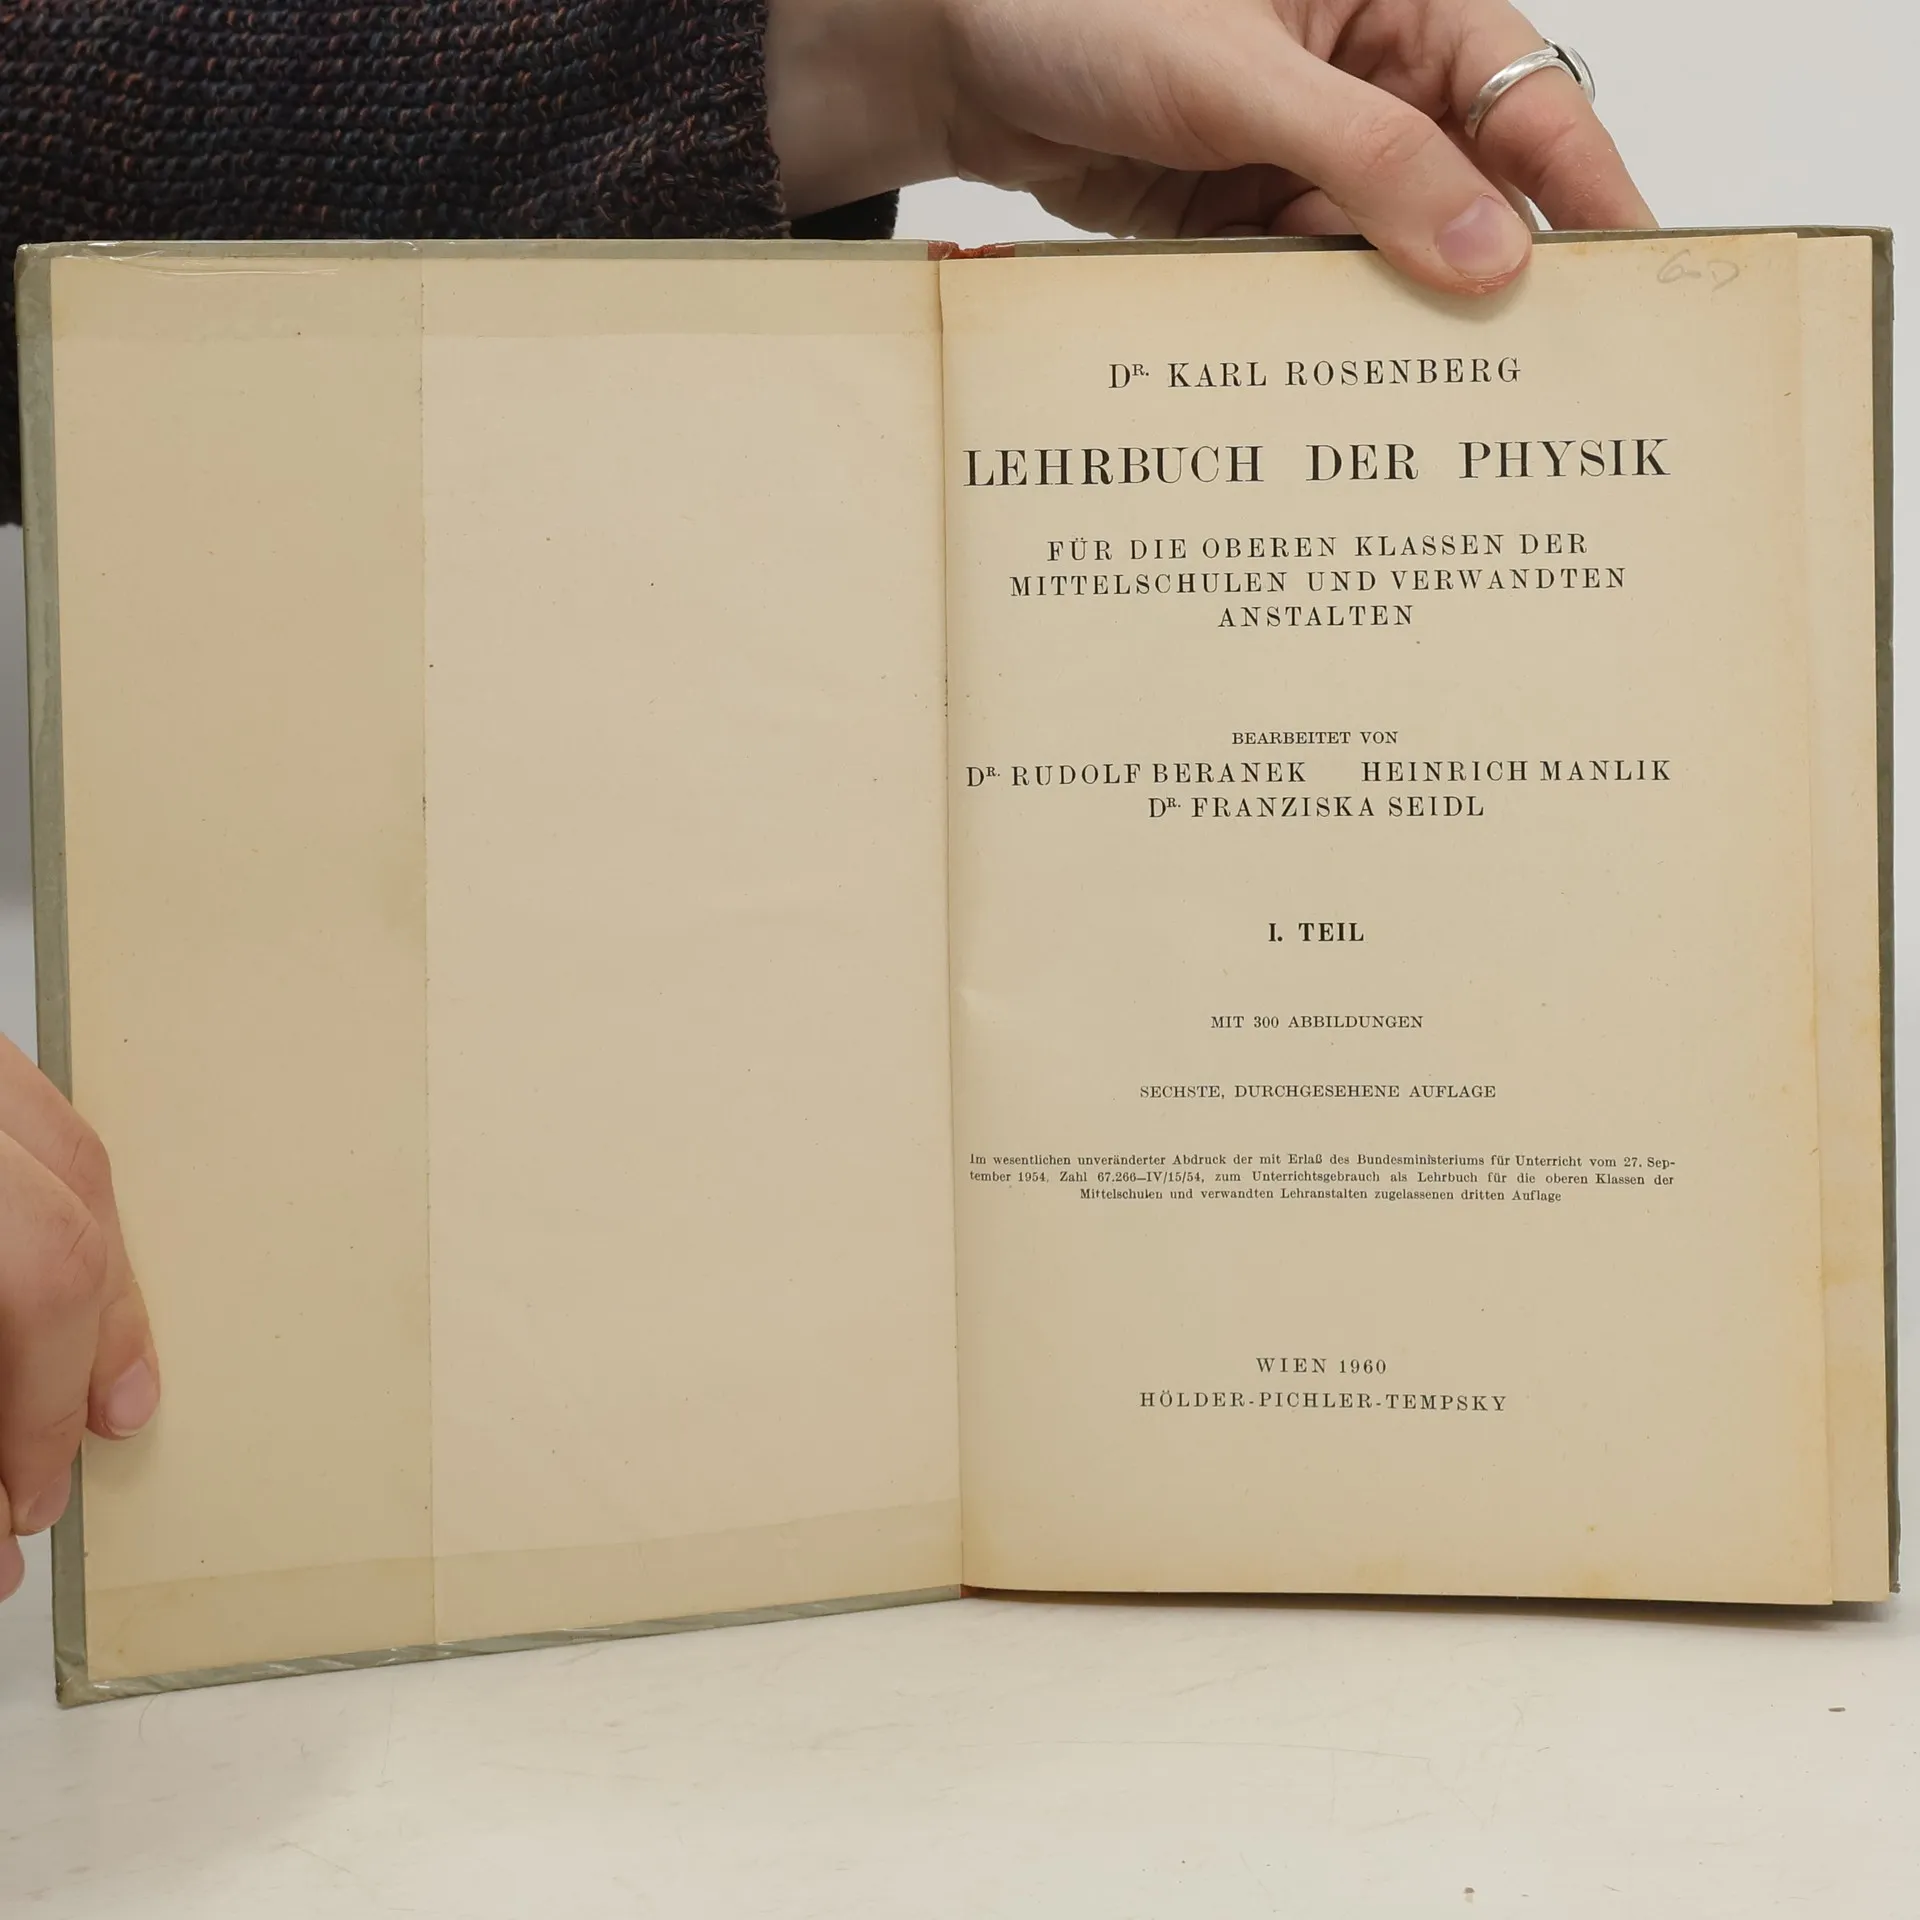 DR. KARL ROSENBERG
LEHRBUCH DER PHYSIK
FÜR DIE OBEREN KLASSEN DER
MITTELSCHULEN UND VERWANDTEN
ANSTALTEN
BEARBEITET VON
DR. RUDOLF BERANEK HEINRICH MANLIK
DR. FRANZISKA SEIDL
I. TEIL
MIT 300 ABBILDUNGEN
SECHSTE, DURCHGESEHENE AUFLAGE
Im wesentlichen unveränderter Abdruck der mit Erlaß des Bundesministeriums für Unterricht vom 27. Sep-
tember 1954, Zahl 67.266—IV/15/54, zum Unterrichtsgebrauch als Lehrbuch für die oberen Klassen der
Mittelschulen und verwandten Lehranstalten zugelassenen dritten Auflage
WIEN 1960
HÖLDER-PICHLER-TEMPSKY